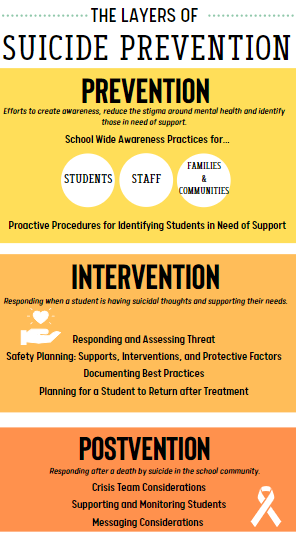 THE LAYERS OF
SUICIDE PREVENTION
PREVENTION
Efforts to create awareness, reduce the stigma around mental health and identify
those in need of support.
School Wide Awareness Practices for...
STUDENTS
STAFF
FAMILIES
&
COMMUNITIES
Proactive Procedures for Identifying Students in Need of Support
INTERVENTION
Responding when a student is having suicidal thoughts and supporting their needs.
Responding and Assessing Threat
Safety Planning: Supports, Interventions, and Protective Factors
Documenting Best Practices
Planning for a Student to Return after Treatment
POSTVENTION
Responding after a death by suicide in the school community.
Crisis Team Considerations
Supporting and Monitoring Students
Messaging Considerations